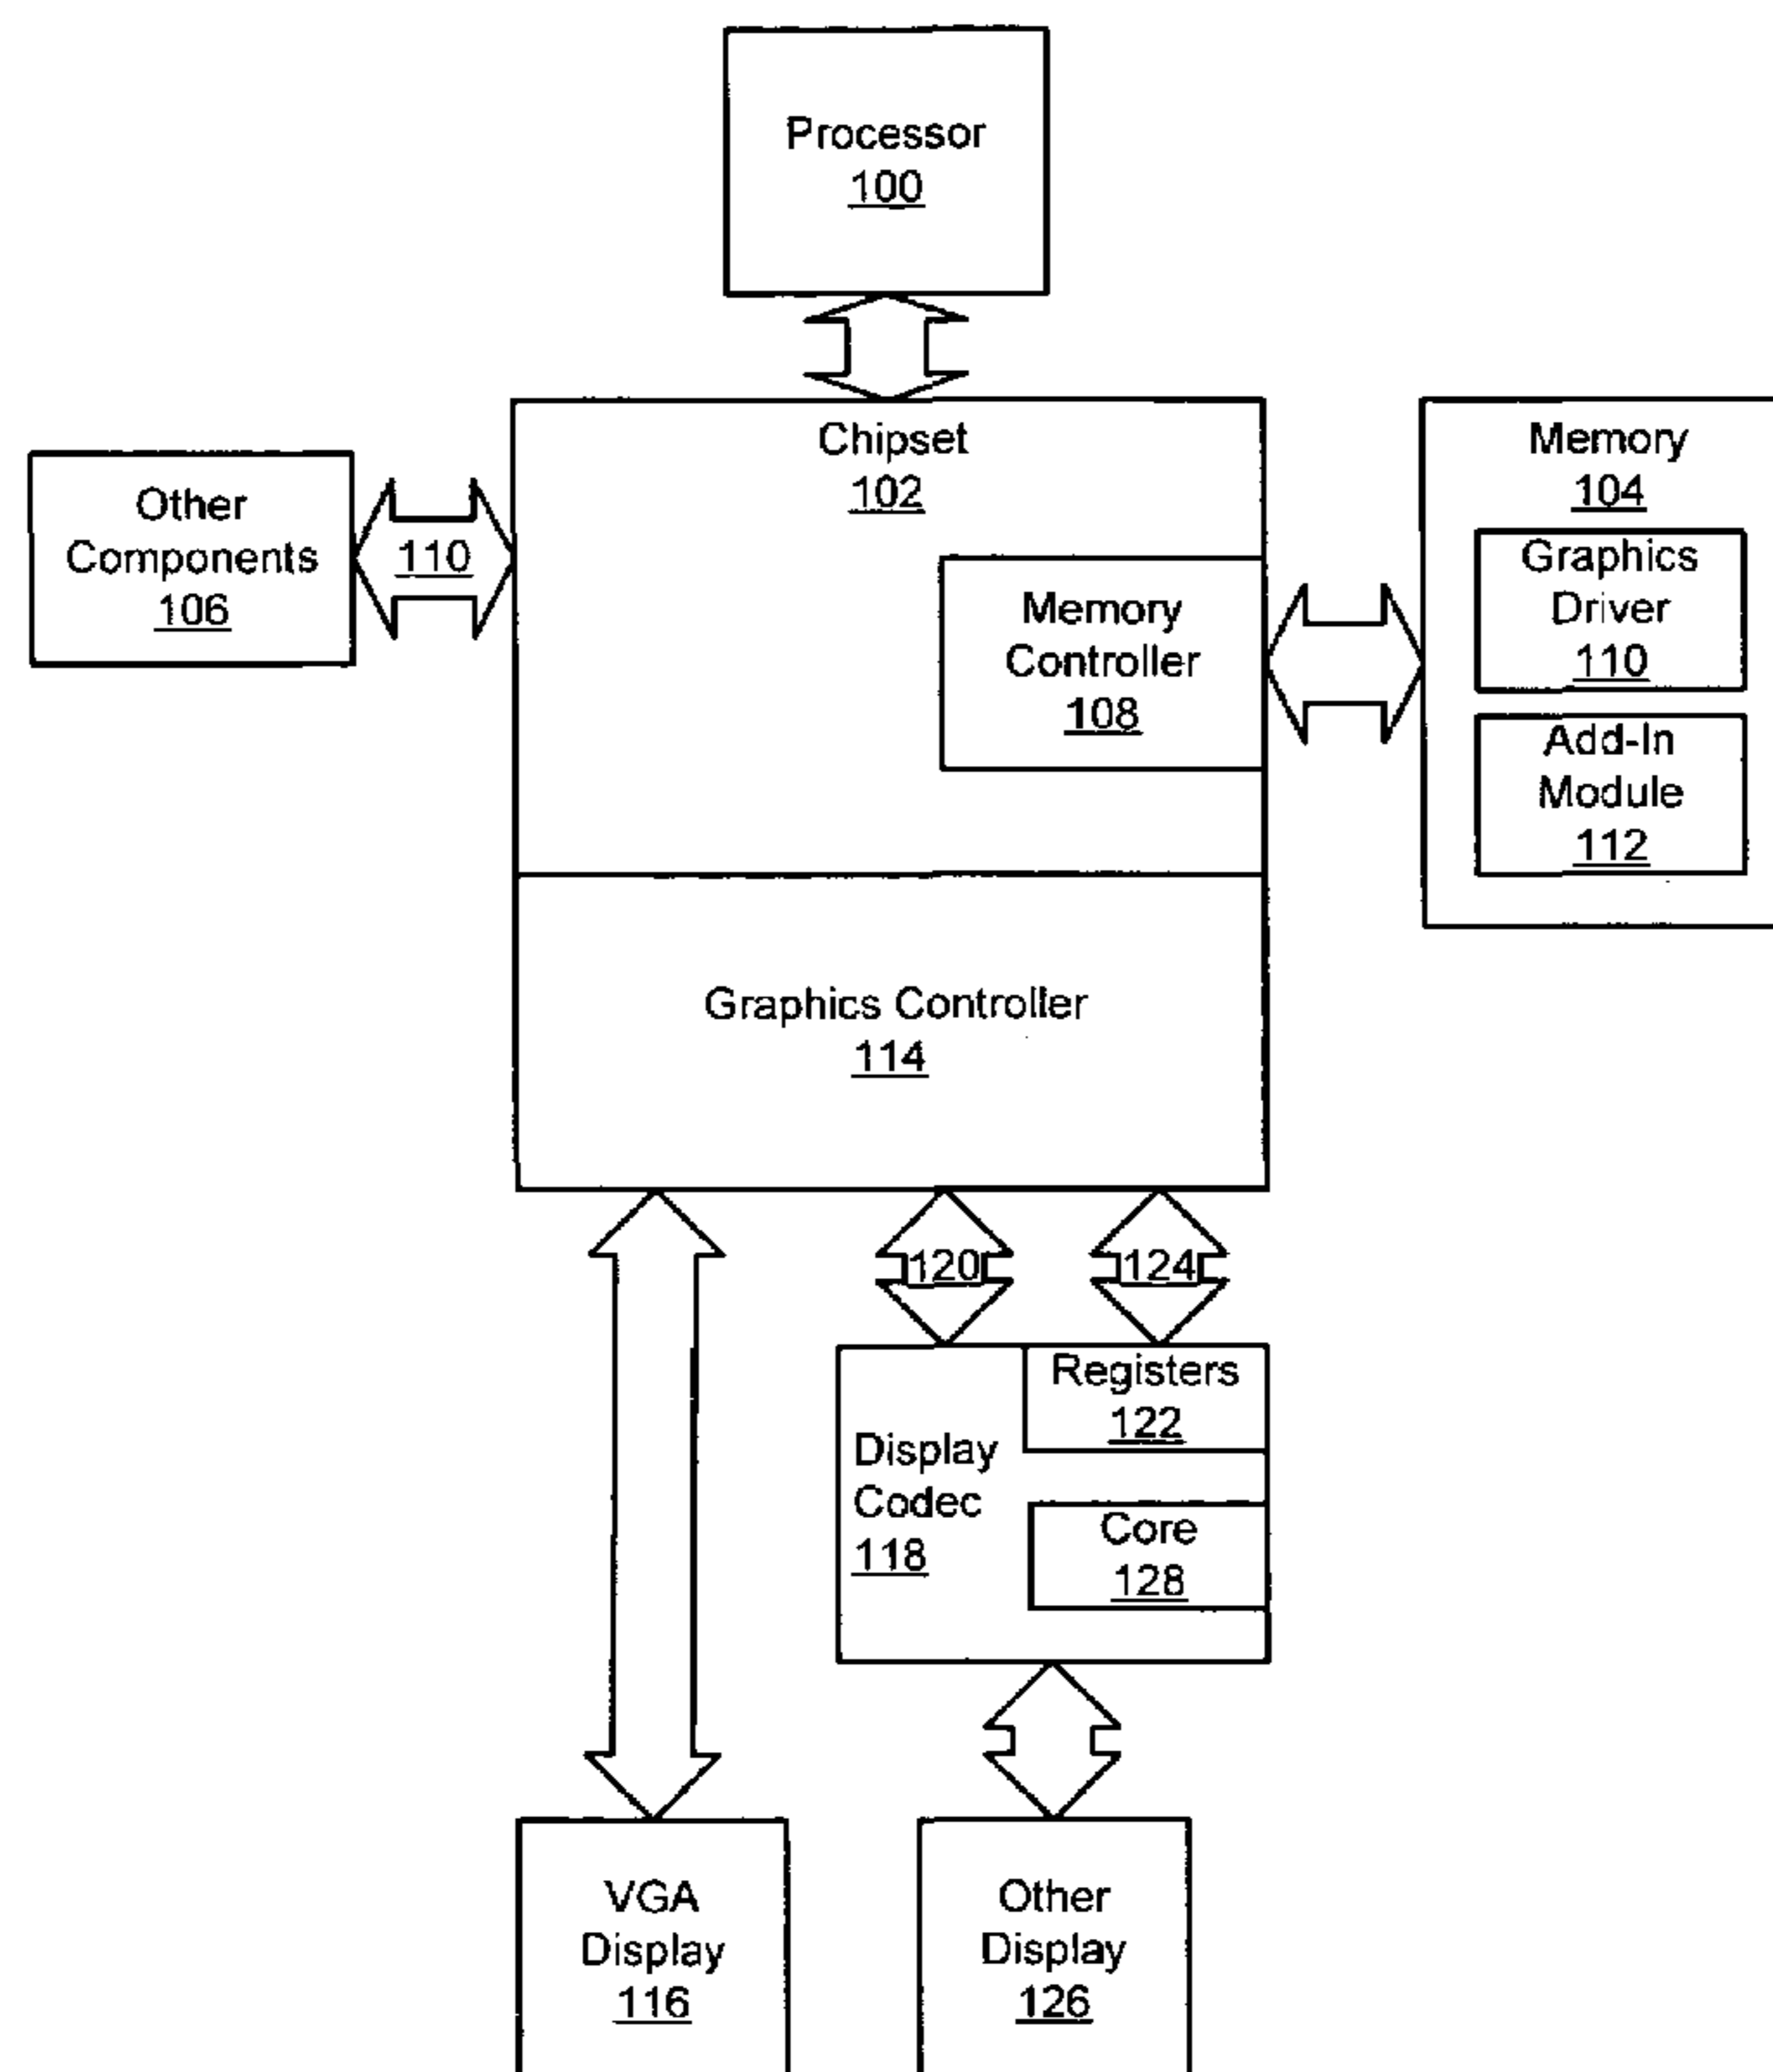 Processor
100
Chipset
102
Other
Components
106
110
Memory
Controller
108
Memory
104
Graphics
Driver
110
Add-In
Module
112
Graphics Controller
114
120
124
Registers
122
Display
Codec
118
Core
128
VGA
Display
116
Other
Display
126